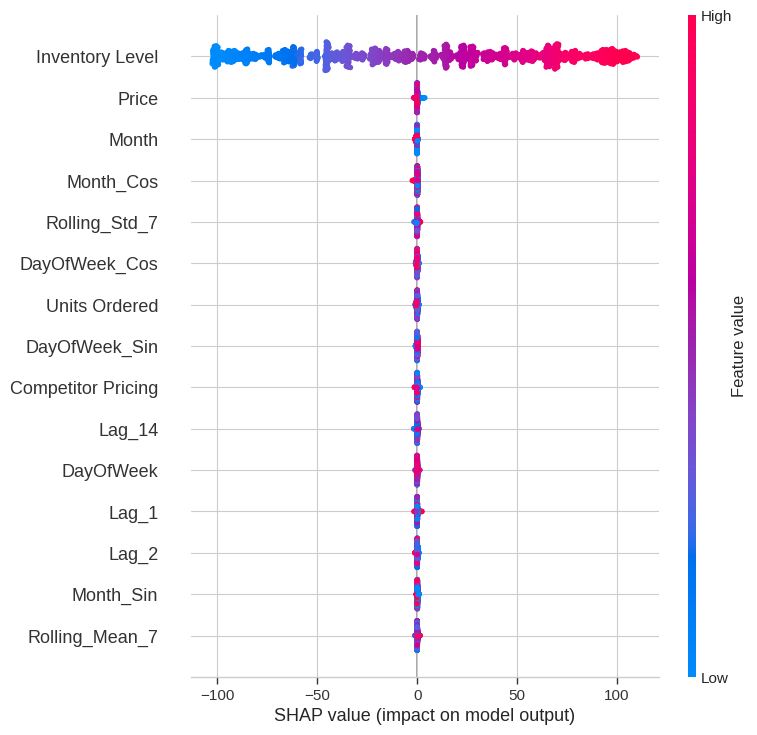 High
Inventory Level
Price
Month
Month_Cos
Rolling_Std_7
DayOfWeek_Cos
Units Ordered
DayOfWeek_Sin
Competitor Pricing
Lag_14
DayOfWeek
Lag_1
Lag_2
Month_Sin
Rolling_Mean_7
Feature value
Low
−100 −50 0 50 100
SHAP value (impact on model output)